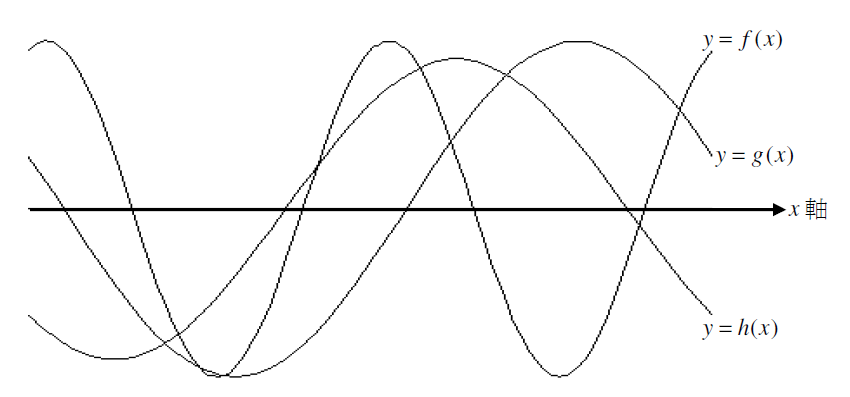 y = f(x)
y = g(x)
x 軸
y = h(x)